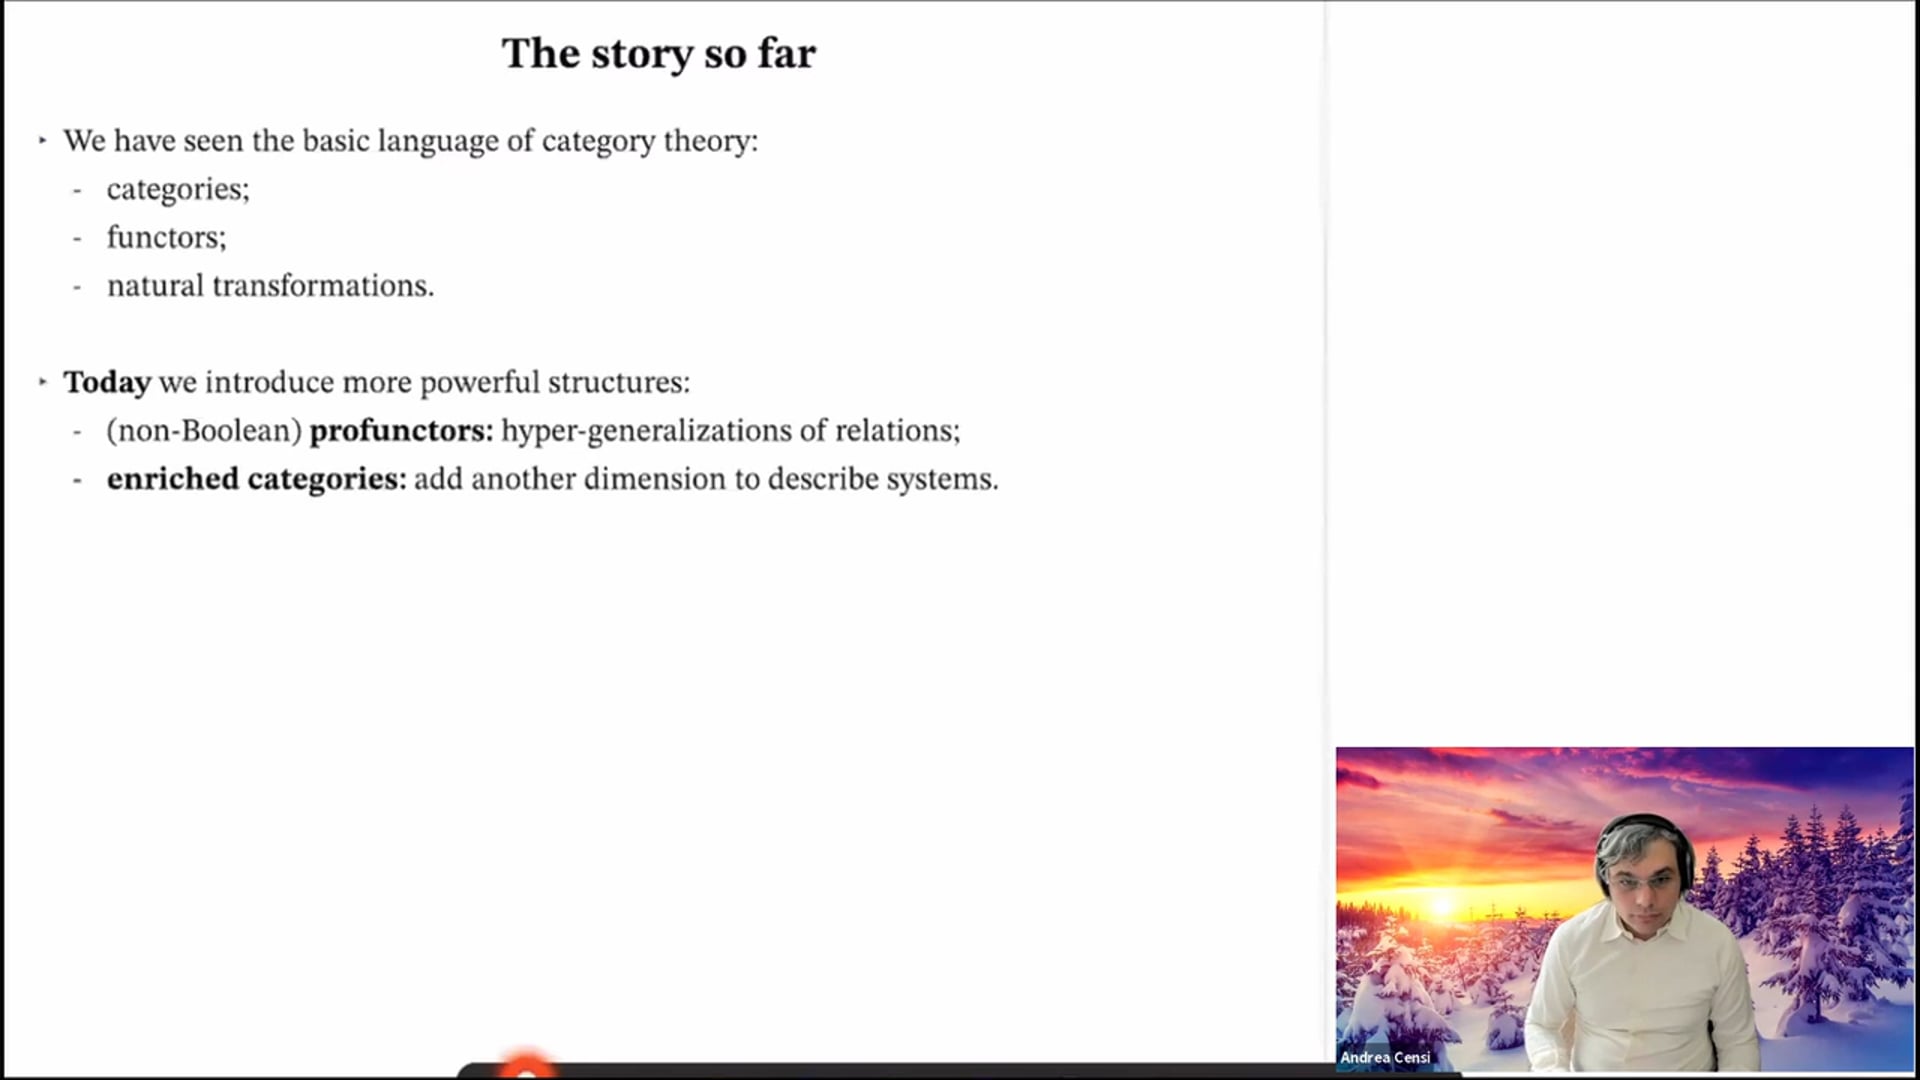 The story so far
‣ We have seen the basic language of category theory:
- categories;
- functors;
- natural transformations.
‣ Today we introduce more powerful structures:
- (non-Boolean) profunctors: hyper-generalizations of relations;
- enriched categories: add another dimension to describe systems.
Andrea Censi